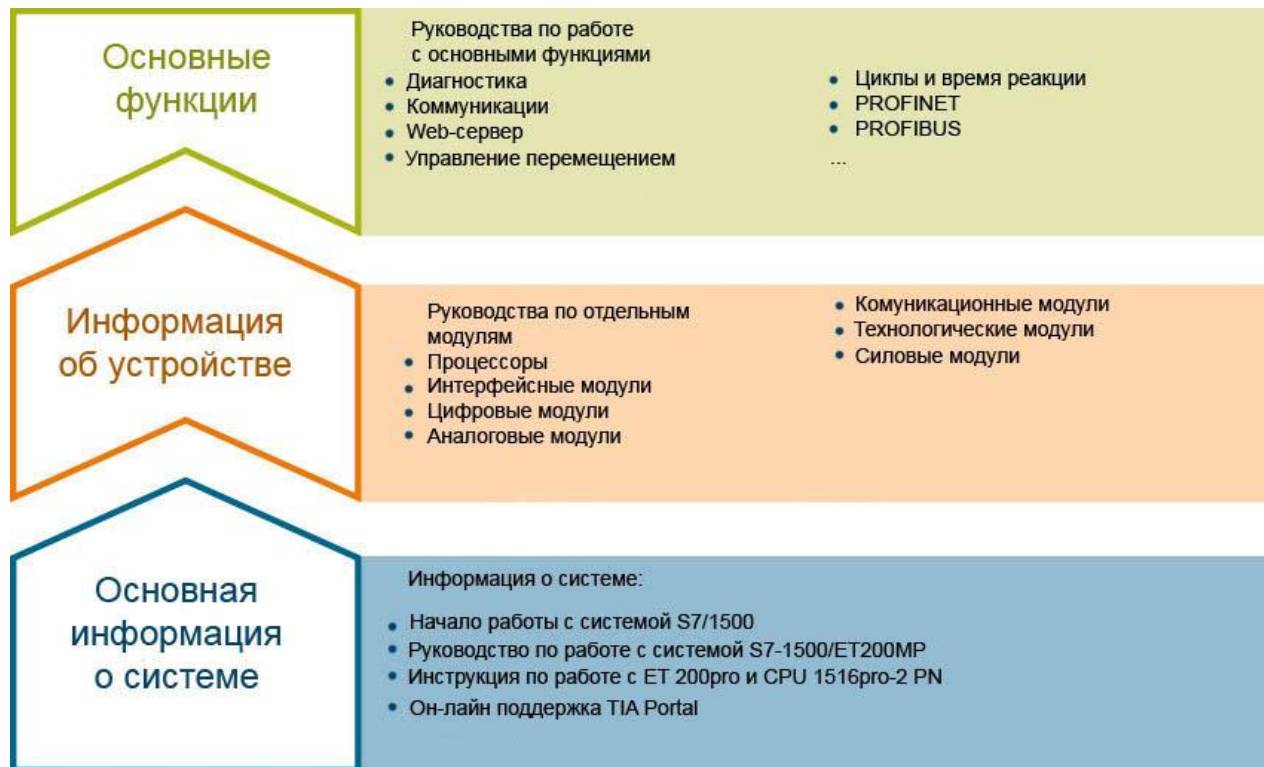 Основные
функции
Руководства по работе
с основными функциями
• Диагностика
• Коммуникации
• Web-сервер
• Управление перемещением
• Циклы и время реакции
• PROFINET
• PROFIBUS
...
Информация
об устройстве
Руководства по отдельным
модулям
• Процессоры
• Интерфейсные модули
• Цифровые модули
• Аналоговые модули
• Комуникационные модули
• Технологические модули
• Силовые модули
Основная
информация
о системе
Информация о системе:
• Начало работы с системой S7/1500
• Руководство по работе с системой S7-1500/ET200MP
• Инструкция по работе с ET 200pro и CPU 1516pro-2 PN
• Он-лайн поддержка TIA Portal